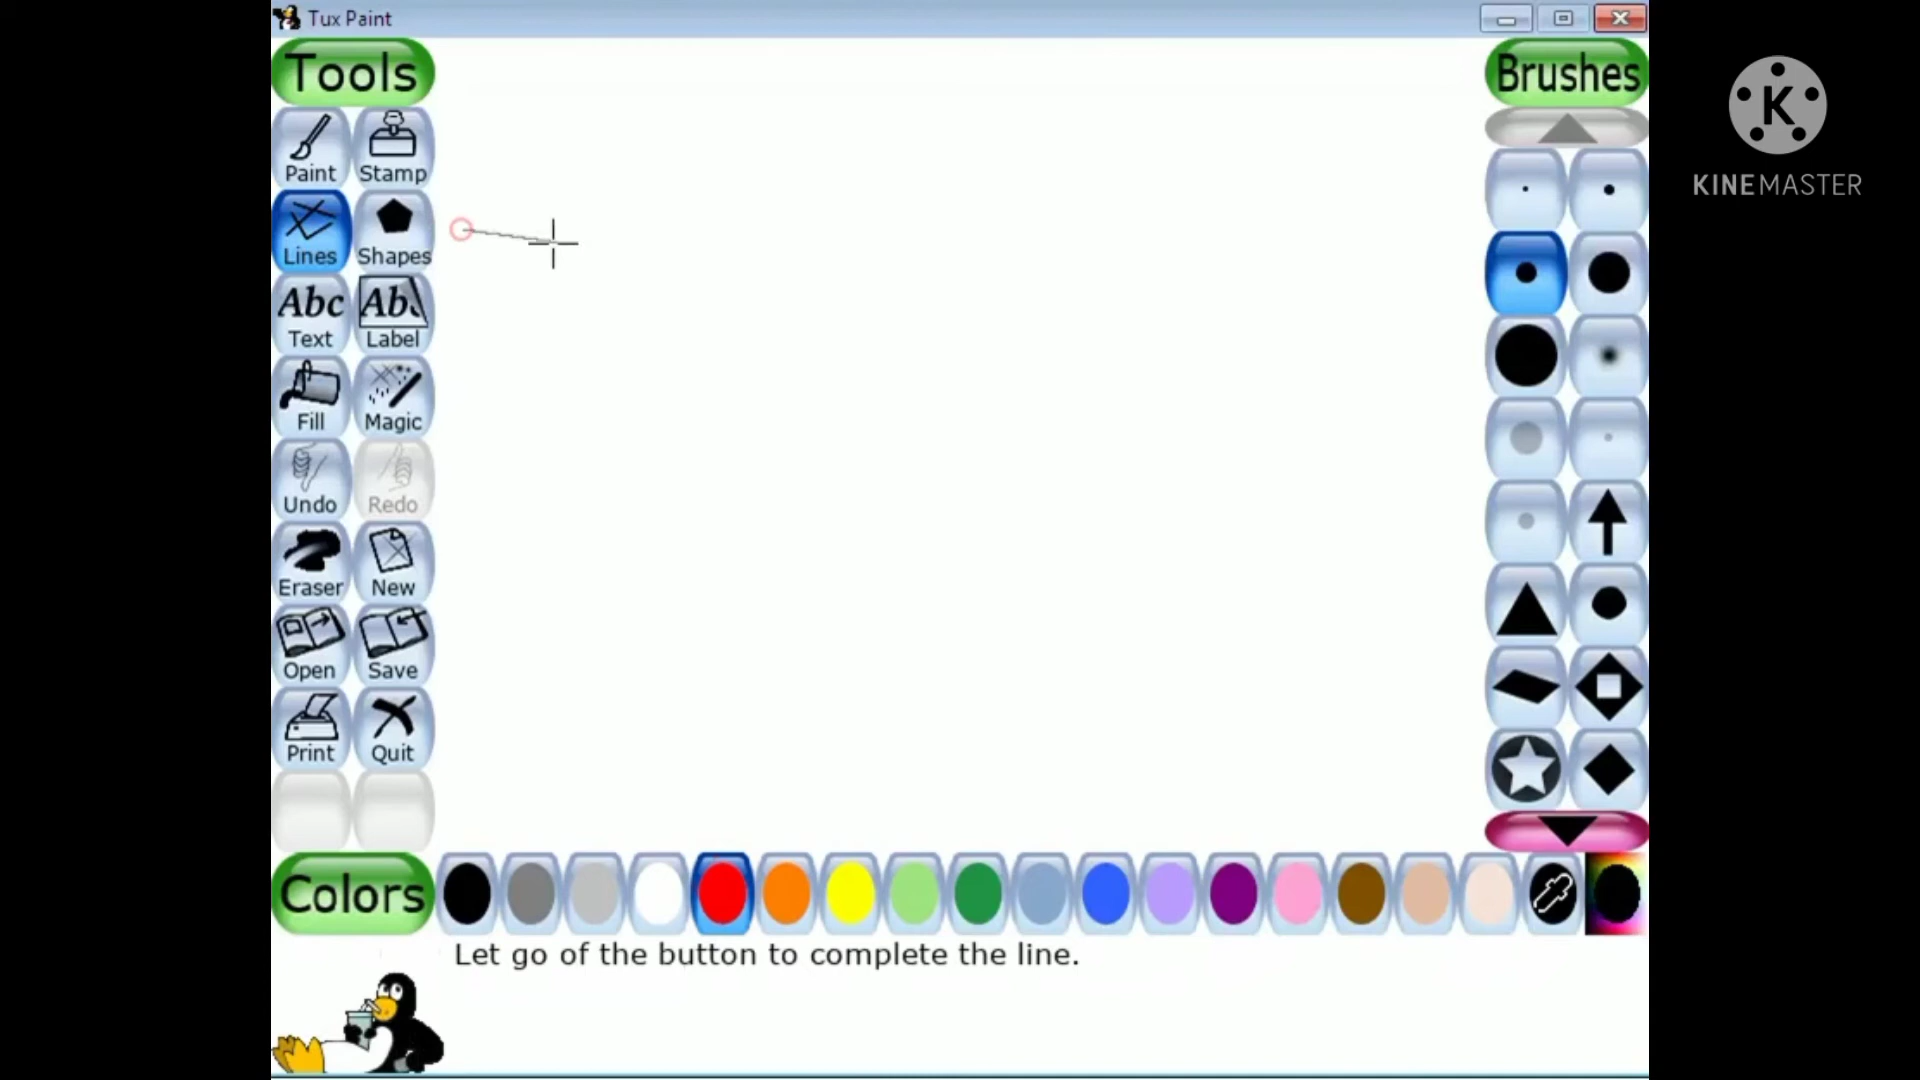 Tux Paint
Tools
Brushes
K
KINEMASTER
Paint
Stamp
Lines
Shapes
Abc
Abc
Text
Label
Fill
Magic
Undo
Redo
Eraser
New
Open
Save
Print
Quit
Colors
Let go of the button to complete the line.